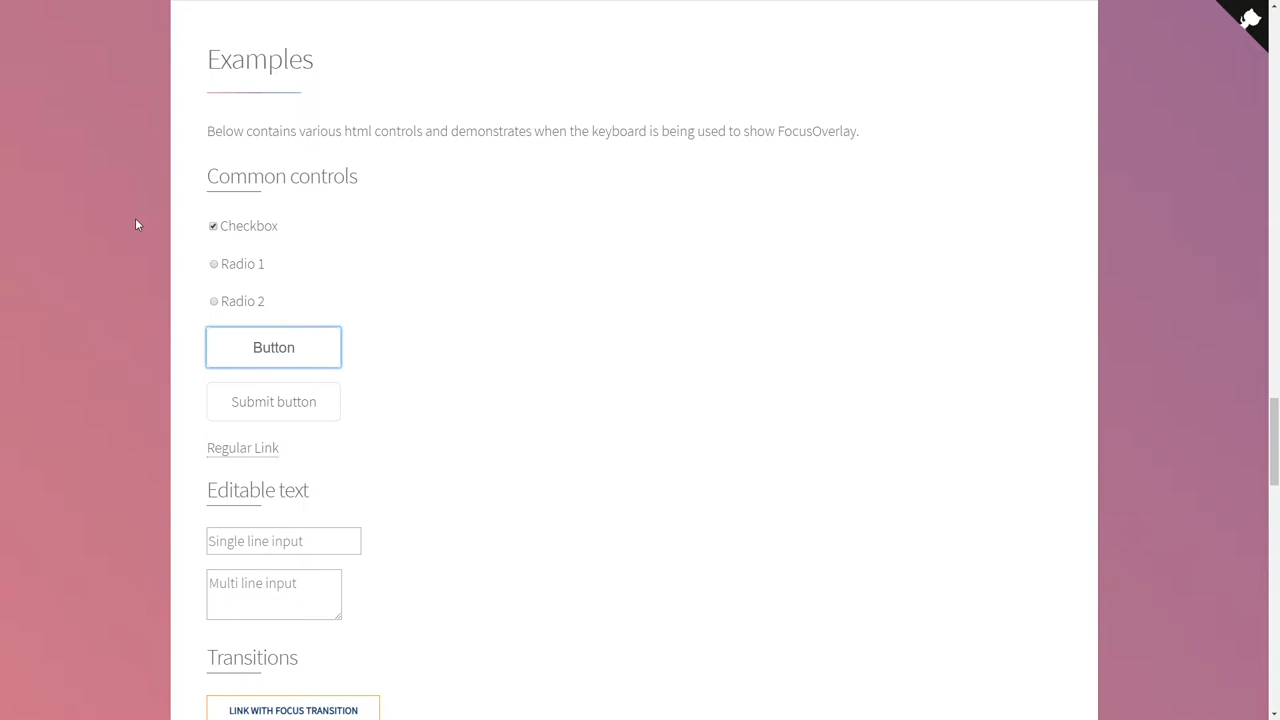 Examples
Below contains various html controls and demonstrates when the keyboard is being used to show FocusOverlay.
Common controls
Checkbox
Radio 1
Radio 2
Button
Submit button
Regular Link
Editable text
Single line input
Multi line input
Transitions
LINK WITH FOCUS TRANSITION